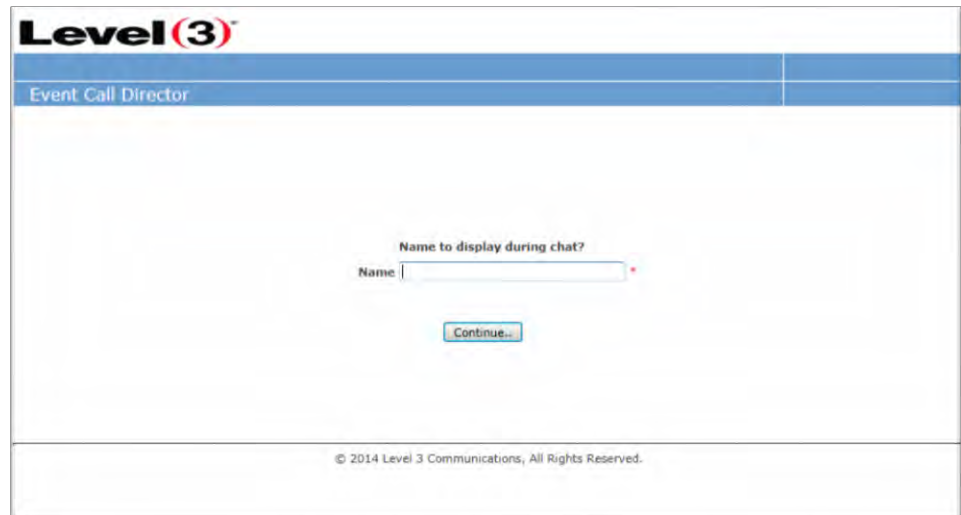 Level(3)™
Event Call Director
Name to display during chat?
Name *
Continue..
© 2014 Level 3 Communications, All Rights Reserved.